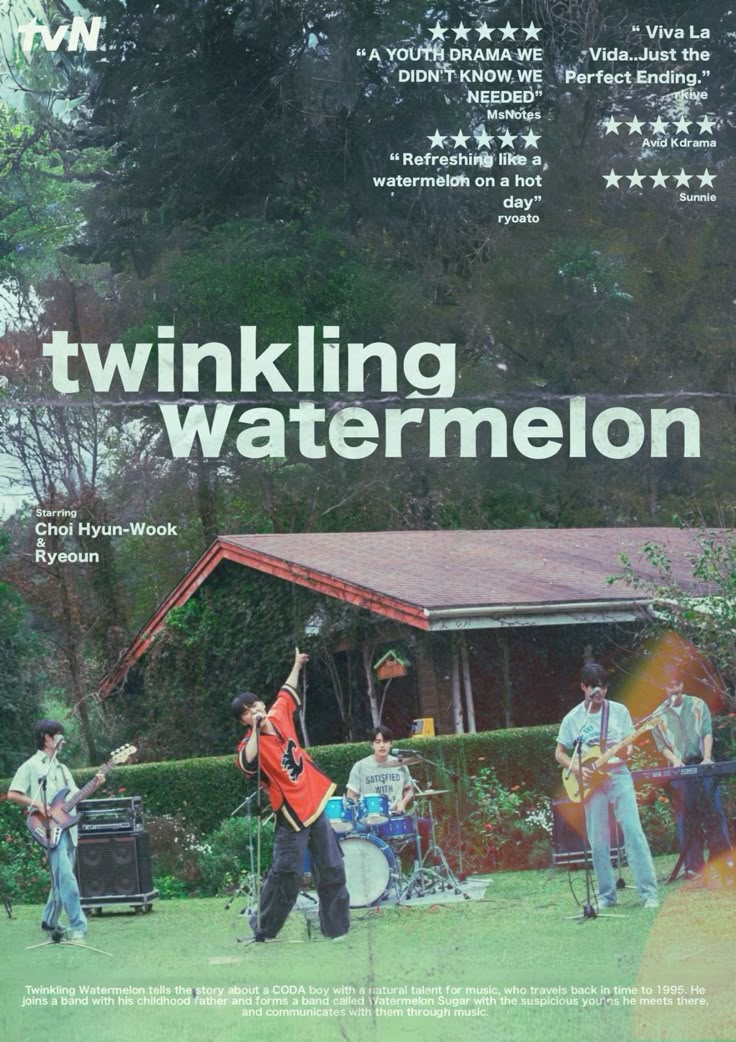 tvN
★★★★★
“A YOUTH DRAMA WE
DIDN'T KNOW WE
NEEDED”
MsNotes
★★★★★
“Refreshing like a
watermelon on a hot
day”
ryoato
“ Viva La
Vida..Just the
Perfect Ending.”
rkive
★★★★★
Avid Kdrama
★★★★★
Sunnie
twinkling
watermelon
Starring
Choi Hyun-Wook
&
Ryeoun
SATISFIED
WITH
Twinkling Watermelon tells the story about a CODA boy with a natural talent for music, who travels back in time to 1995. He
joins a band with his childhood father and forms a band called Watermelon Sugar with the suspicious youths he meets there,
and communicates with them through music.